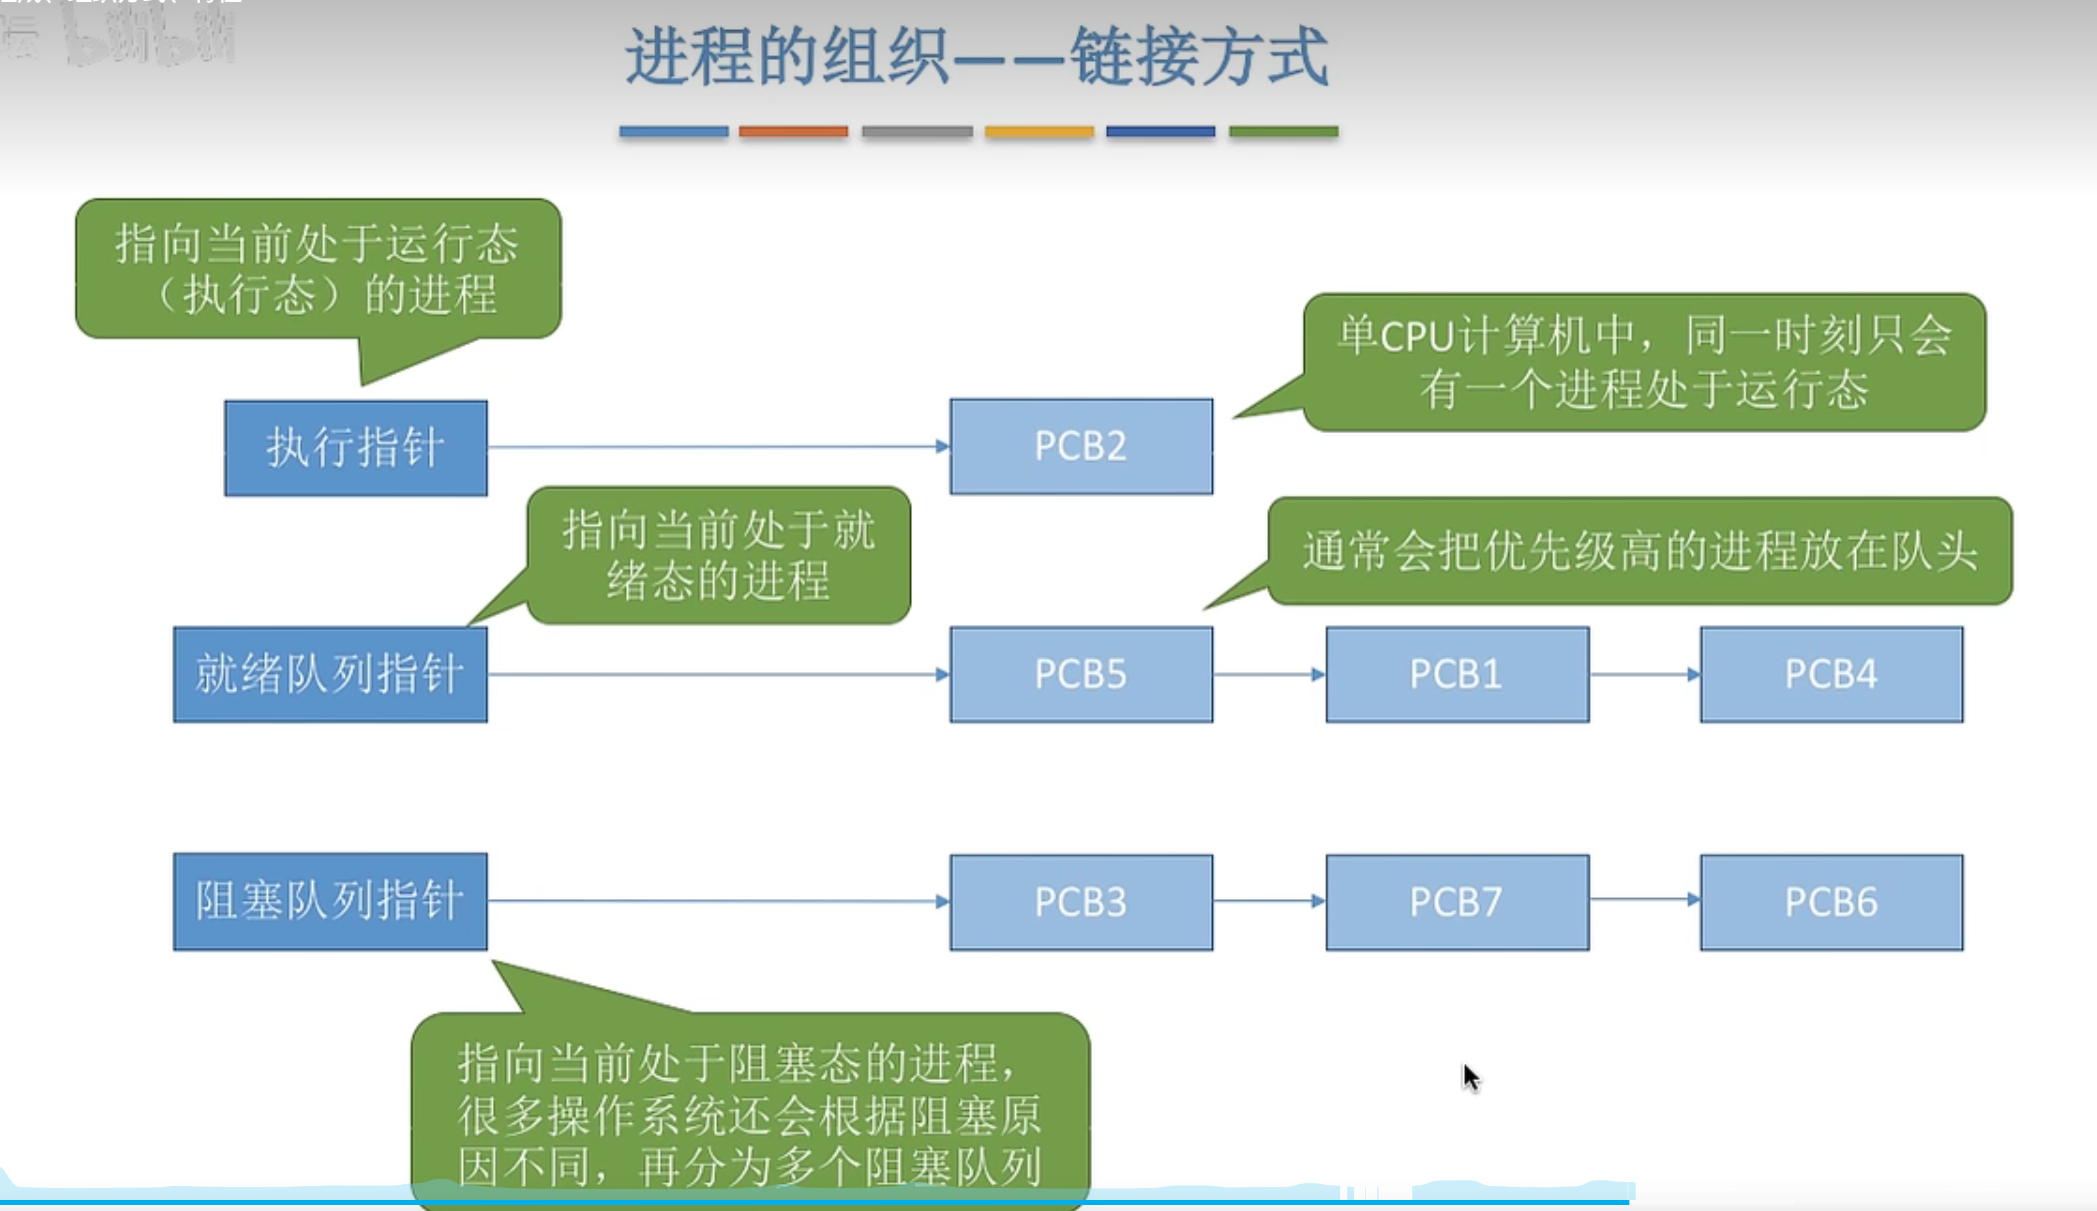 bilibili
进程的组织——链接方式
指向当前处于运行态
（执行态）的进程
单CPU计算机中，同一时刻只会
有一个进程处于运行态
执行指针
PCB2
指向当前处于就
绪态的进程
通常会把优先级高的进程放在队头
就绪队列指针
PCB5
PCB1
PCB4
阻塞队列指针
PCB3
PCB7
PCB6
指向当前处于阻塞态的进程，
很多操作系统还会根据阻塞原
因不同，再分为多个阻塞队列